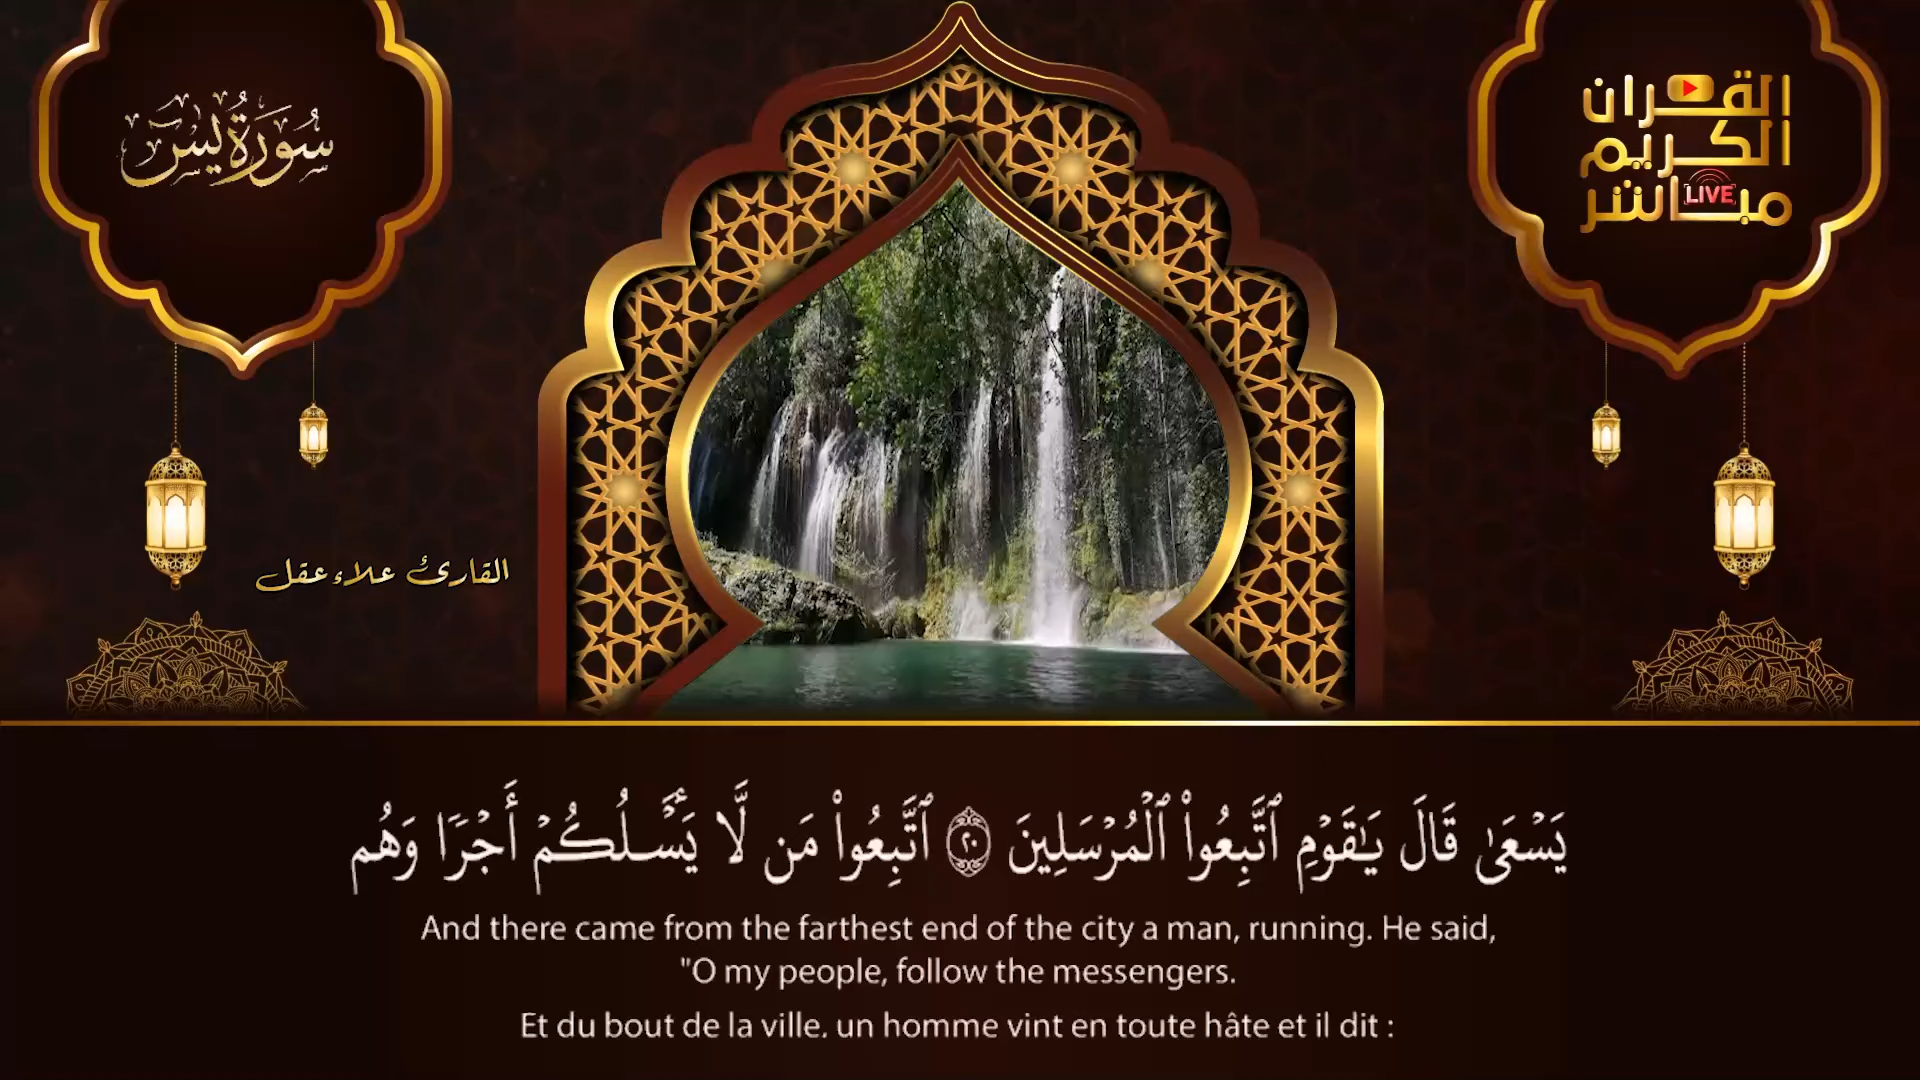 سُورَةُ يسٓ
القـران
الكريم
مباشر
LIVE
القارئ علاء عقل
يَسْعَىٰ قَالَ يَـٰقَوْمِ ٱتَّبِعُوا۟ ٱلْمُرْسَلِينَ ٢٠ ٱتَّبِعُوا۟ مَن لَّا يَسْـَٔلُكُمْ أَجْرًا وَهُم
And there came from the farthest end of the city a man, running. He said,
"O my people, follow the messengers.
Et du bout de la ville, un homme vint en toute hâte et il dit :